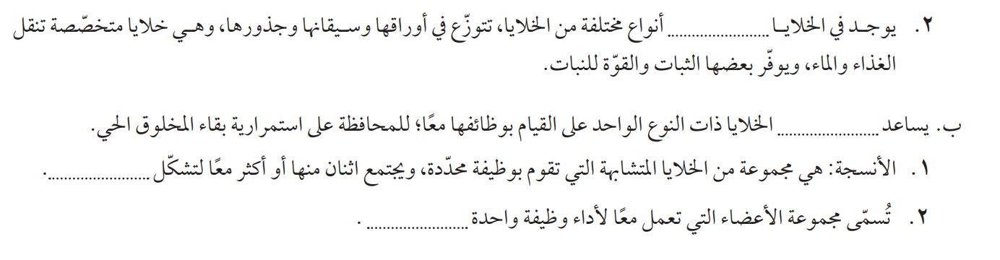 ٢. يوجد في الخلايا ........................ أنواع مختلفة من الخلايا، تتوزّع في أوراقها وسيقانها وجذورها، وهي خلايا متخصّصة تنقل
الغذاء والماء، ويوفّر بعضها الثبات والقوّة للنبات.
ب. يساعد ........................ الخلايا ذات النوع الواحد على القيام بوظائفها معًا؛ للمحافظة على استمرارية بقاء المخلوق الحي.
١. الأنسجة: هي مجموعة من الخلايا المتشابهة التي تقوم بوظيفة محدّدة، ويجتمع اثنان منها أو أكثر معًا لتشكّل ........................ .
٢. تُسمّى مجموعة الأعضاء التي تعمل معًا لأداء وظيفة واحدة ........................ .